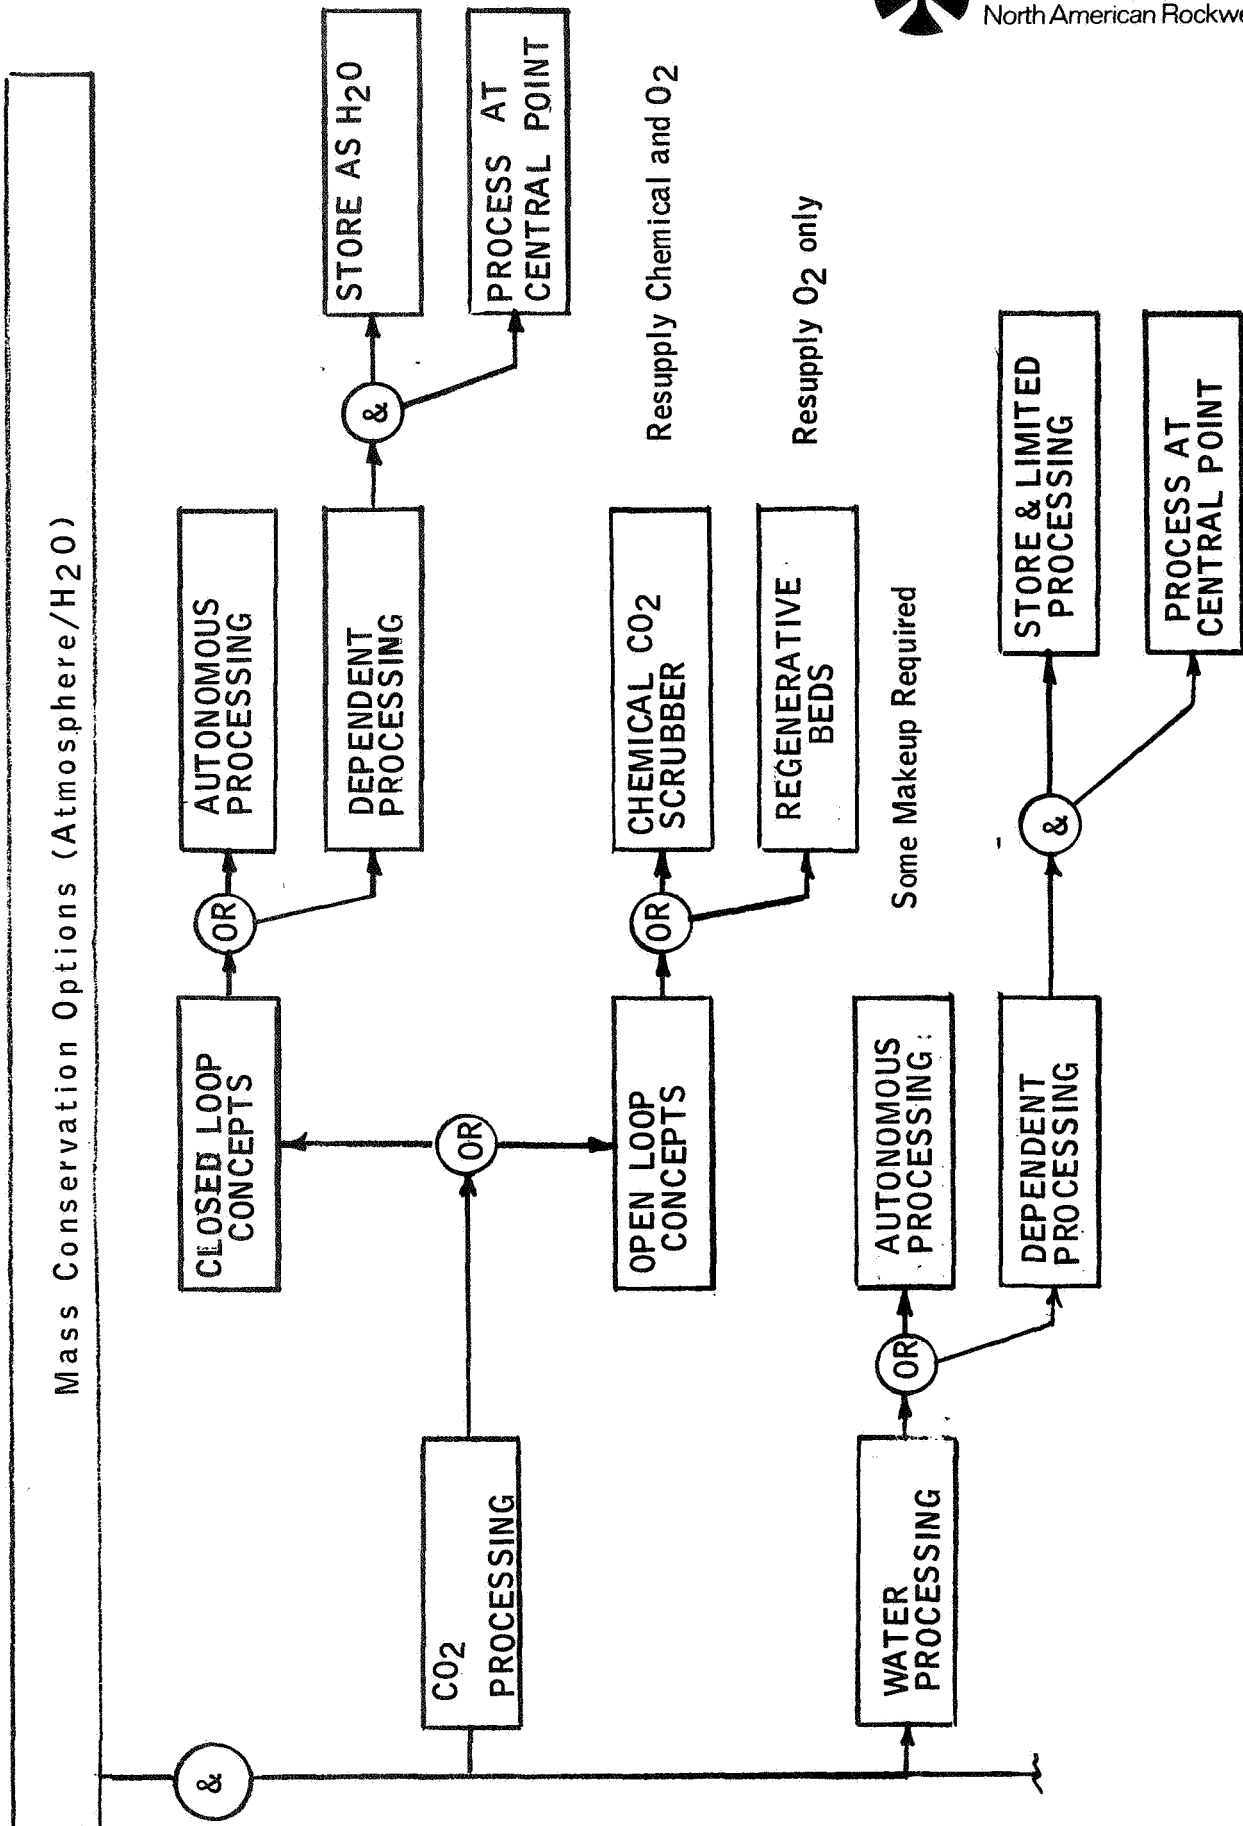 North American Rockwe
Mass Conservation Options (Atmosphere/H2O)
&
CO2
PROCESSING
OR
CLOSED LOOP
CONCEPTS
OR
AUTONOMOUS
PROCESSING
DEPENDENT
PROCESSING
&
STORE AS H2O
PROCESS AT
CENTRAL POINT
OPEN LOOP
CONCEPTS
OR
CHEMICAL CO2
SCRUBBER
Resupply Chemical and O2
REGENERATIVE
BEDS
Resupply O2 only
WATER
PROCESSING
OR
AUTONOMOUS
PROCESSING
Some Makeup Required
DEPENDENT
PROCESSING
&
STORE & LIMITED
PROCESSING
PROCESS AT
CENTRAL POINT